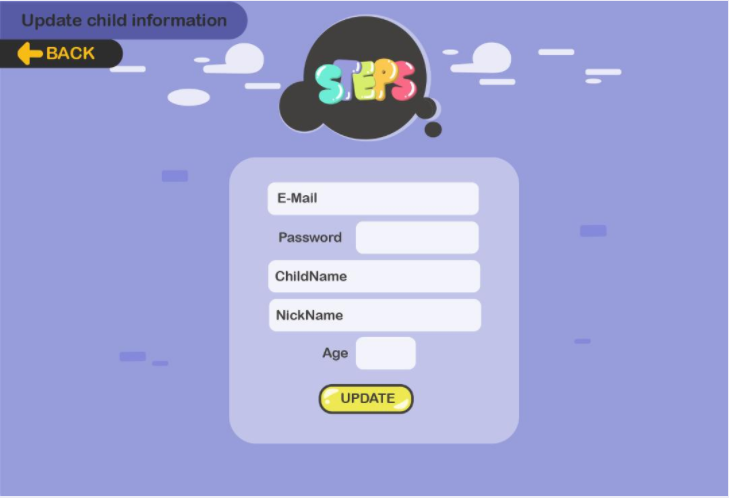 Update child information
BACK
STEPS
E-Mail
Password
ChildName
NickName
Age
UPDATE